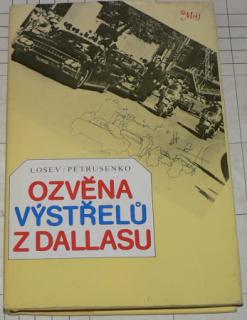 Máj
LOSEV/PETRUSENKO
OZVĚNA
VÝSTŘELŮ
Z DALLASU